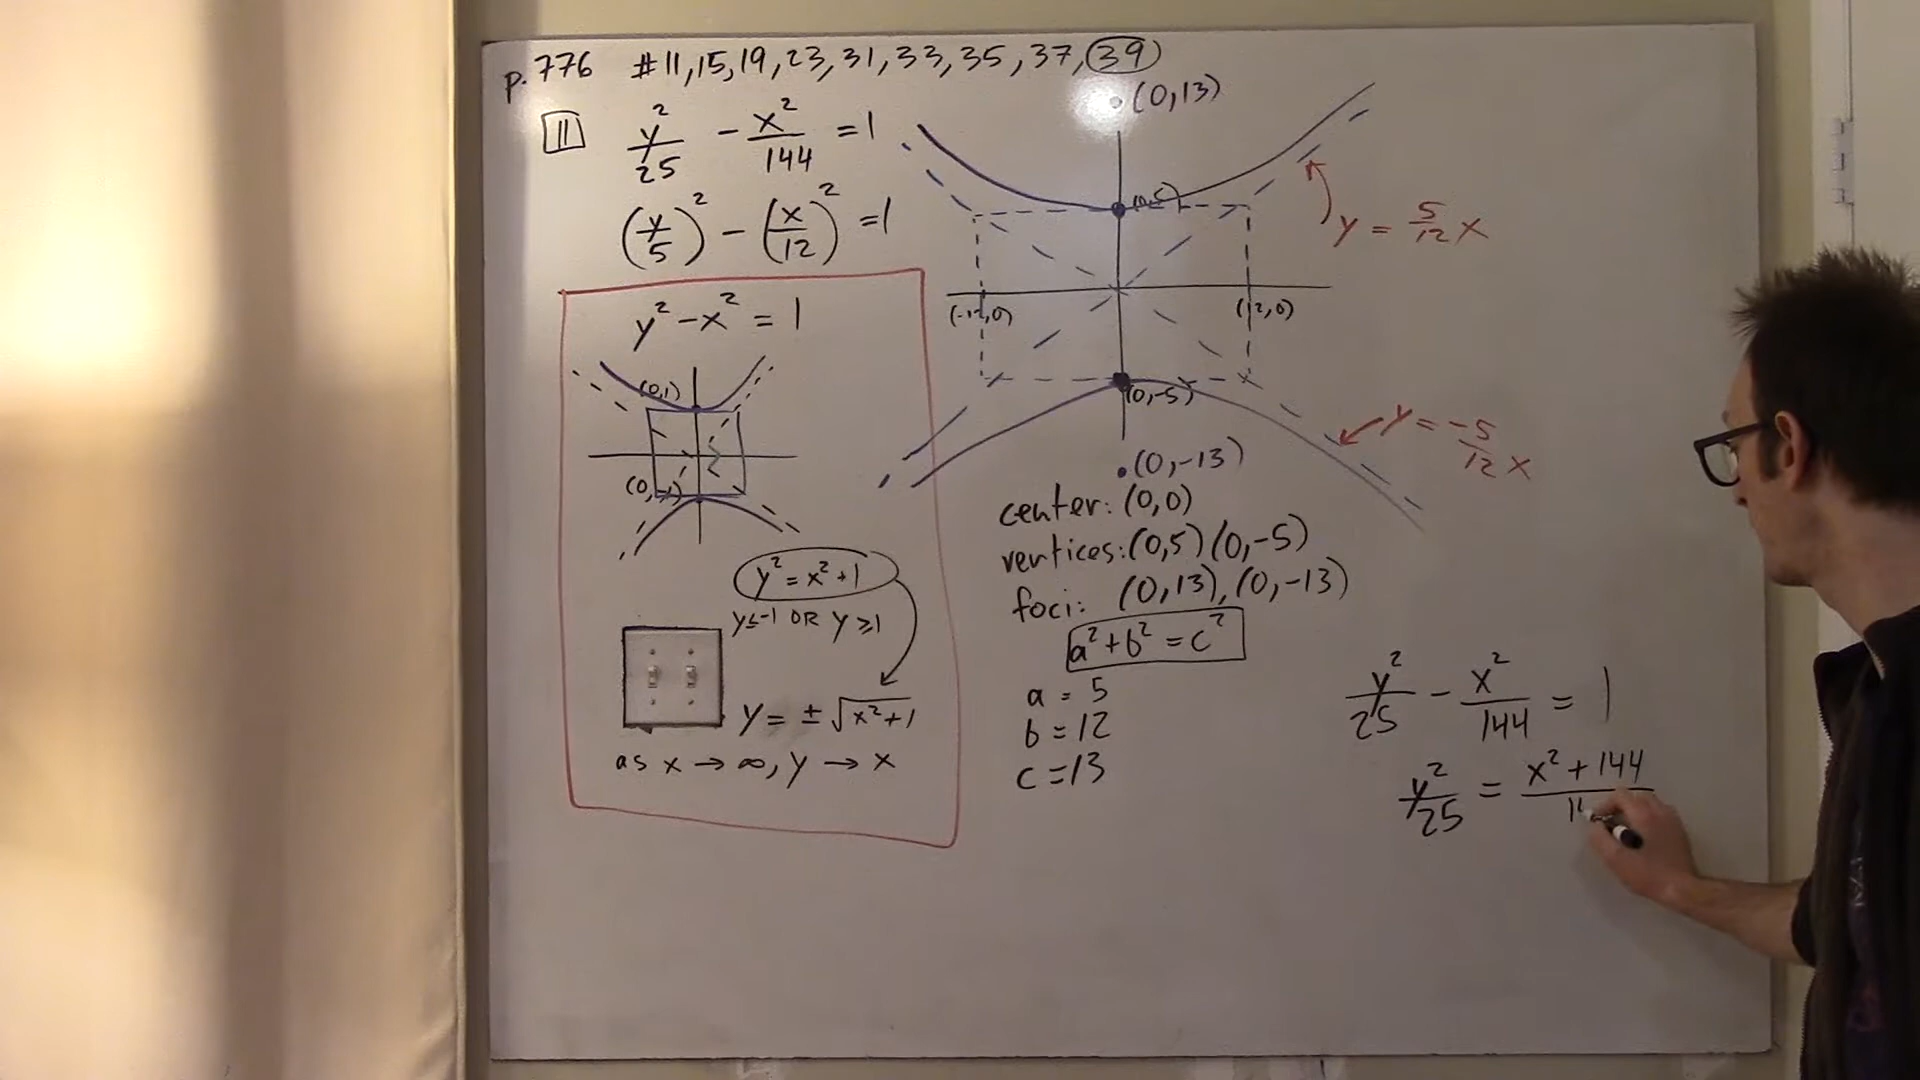 p. 776 #11, 15, 19, 23, 31, 33, 35, 37, 39
11 y²/25 - x²/144 = 1
(y/5)² - (x/12)² = 1
y² - x² = 1
(0,1)
(0,-1)
y² = x² + 1
y≤-1 OR y≥1
y = ± √x²+1
as x → ∞, y → x
(0,13)
(0,5)
y = 5/12 x
(-12,0)
(12,0)
(0,-5)
y = -5/12 x
(0,-13)
center: (0,0)
vertices: (0,5) (0,-5)
foci: (0,13), (0,-13)
a² + b² = c²
a = 5
b = 12
c = 13
y²/25 - x²/144 = 1
y²/25 = x² + 144